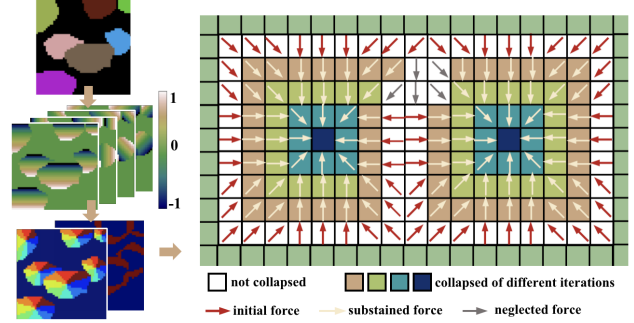 1
0
-1
not collapsed
collapsed of different iterations
initial force
substained force
neglected force